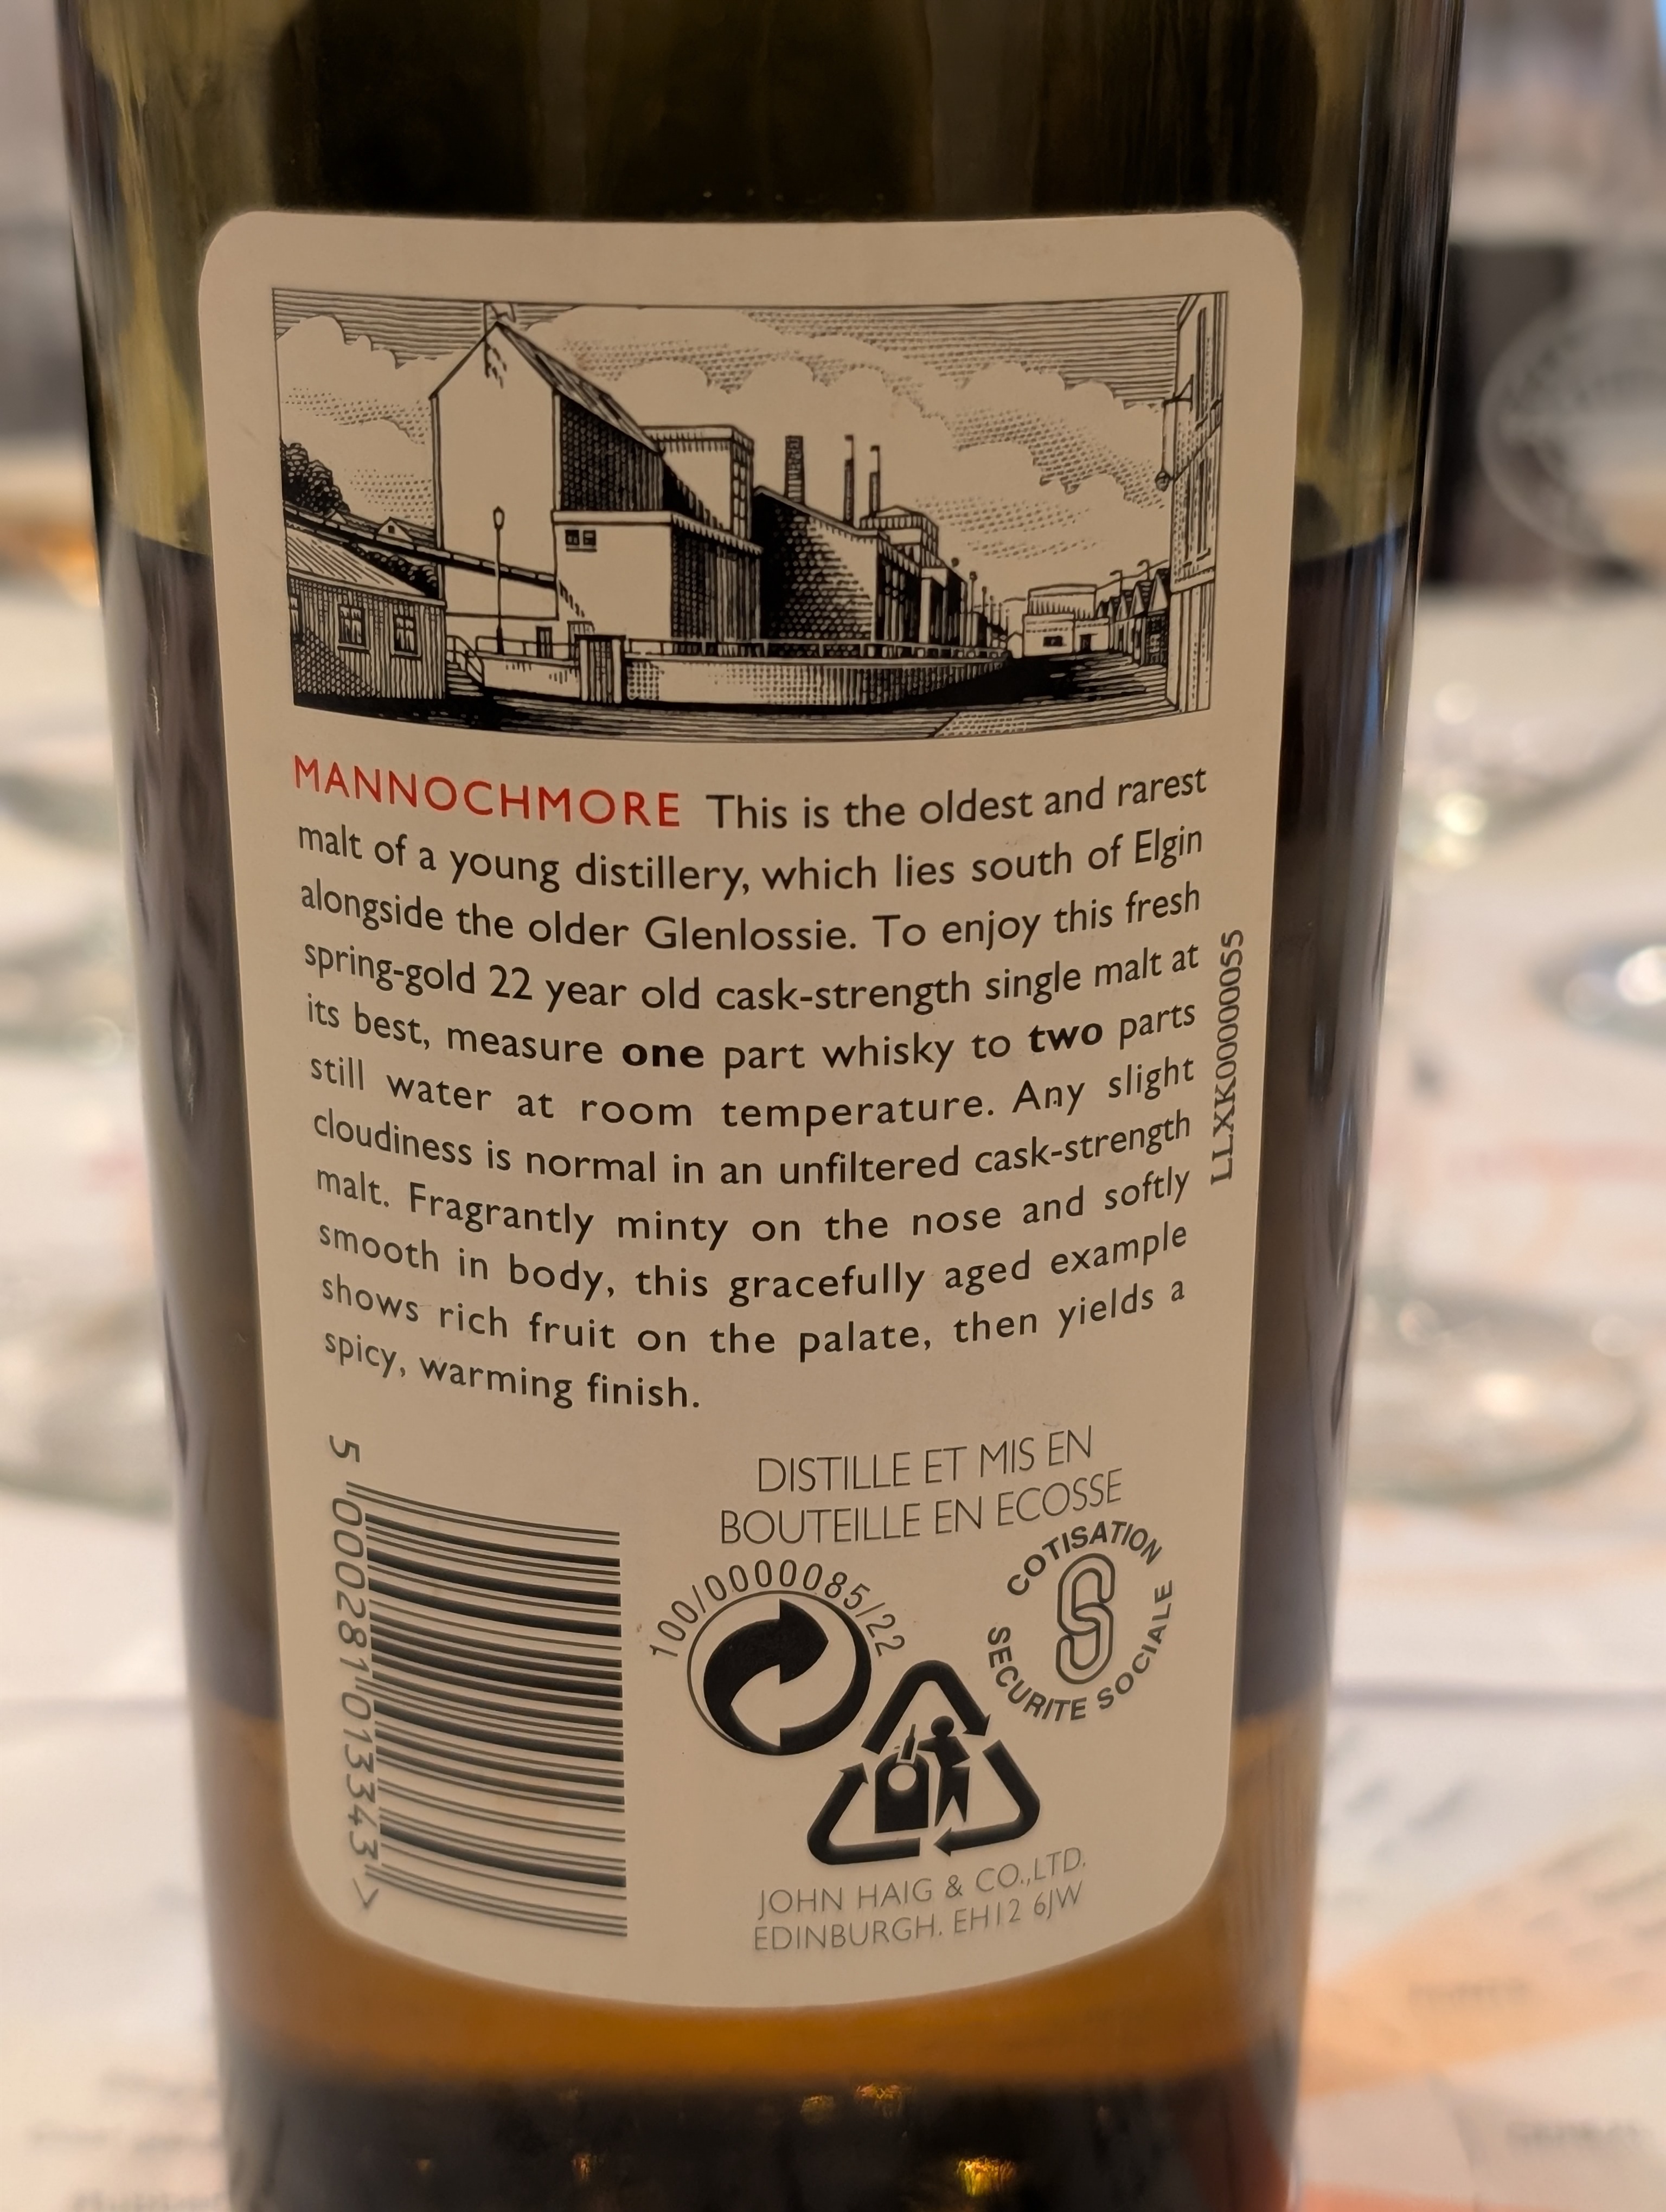 MANNOCHMORE This is the oldest and rarest
malt of a young distillery, which lies south of Elgin
alongside the older Glenlossie. To enjoy this fresh
spring-gold 22 year old cask-strength single malt at
its best, measure one part whisky to two parts
still water at room temperature. Any slight
cloudiness is normal in an unfiltered cask-strength
malt. Fragrantly minty on the nose and softly
smooth in body, this gracefully aged example
shows rich fruit on the palate, then yields a
spicy, warming finish.
LLXK00000055
5 000281 013343 >
DISTILLE ET MIS EN
BOUTEILLE EN ECOSSE
100/0000085/22
COTISATION
SECURITE SOCIALE
JOHN HAIG & CO.,LTD.
EDINBURGH. EH12 6JW